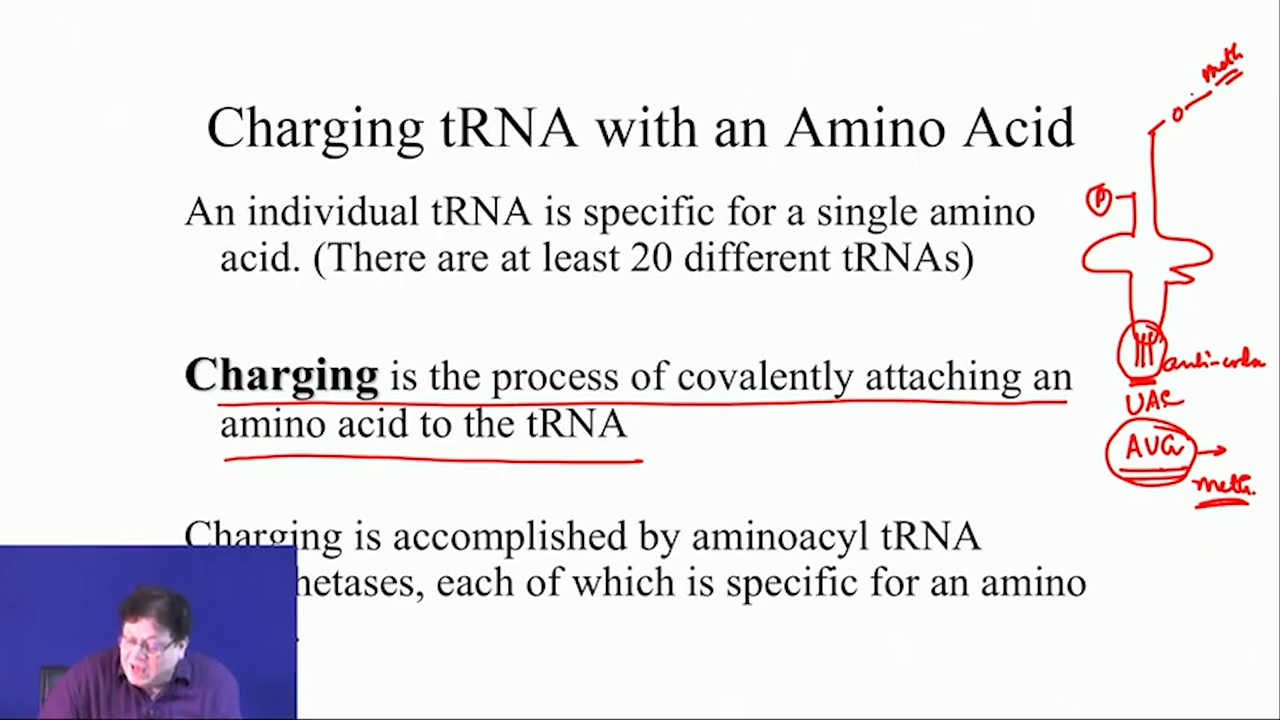 Charging tRNA with an Amino Acid
An individual tRNA is specific for a single amino
acid. (There are at least 20 different tRNAs)
Charging is the process of covalently attaching an
amino acid to the tRNA
Charging is accomplished by aminoacyl tRNA
hetases, each of which is specific for an amino
meth
O
P
anti-codon
UAC
AUG
meth.